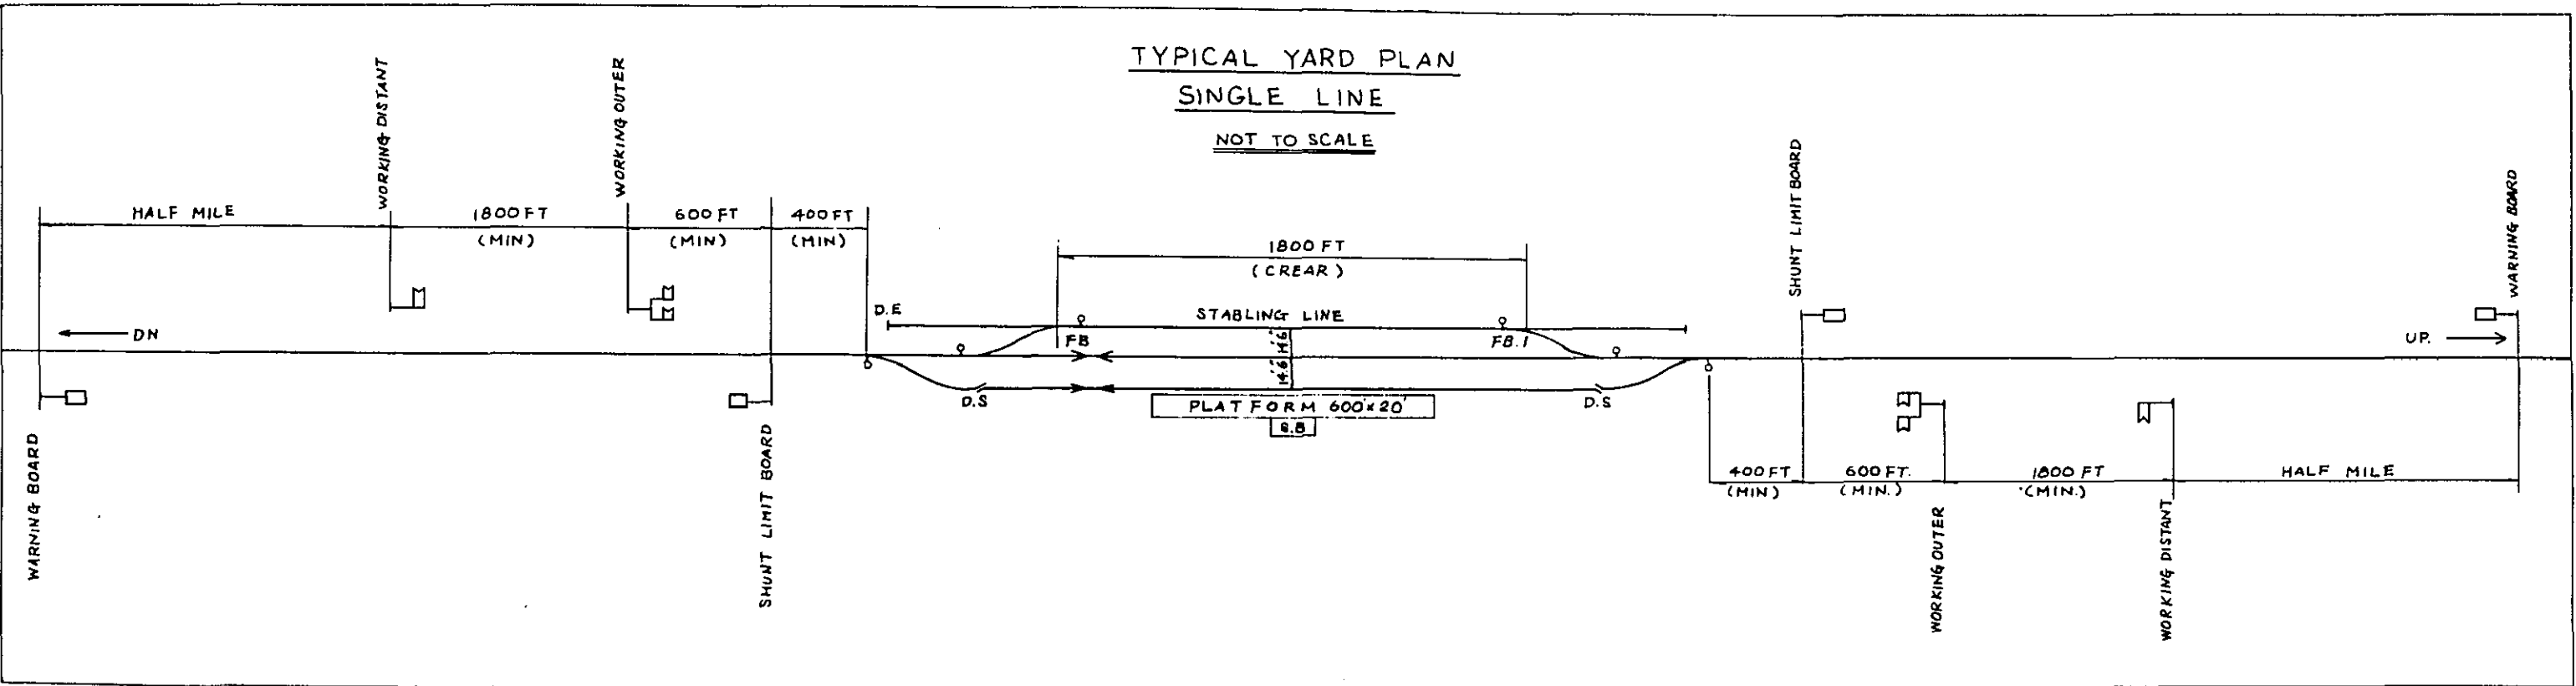 TYPICAL YARD PLAN
SINGLE LINE
NOT TO SCALE
WORKING DISTANT
WORKING OUTER
SHUNT LIMIT BOARD
WARNING BOARD
HALF MILE
1800 FT
(MIN)
600 FT
(MIN)
400 FT
(MIN)
1800 FT
(CREAR)
D.E
STABLING LINE
DN
FB
FB.1
UP.
14'.6"
14'.6"
D.S
D.S
PLATFORM 600'x20'
WARNING BOARD
SHUNT LIMIT BOARD
400 FT
(MIN)
600 FT.
(MIN.)
1800 FT
(MIN.)
HALF MILE
WORKING OUTER
WORKING DISTANT